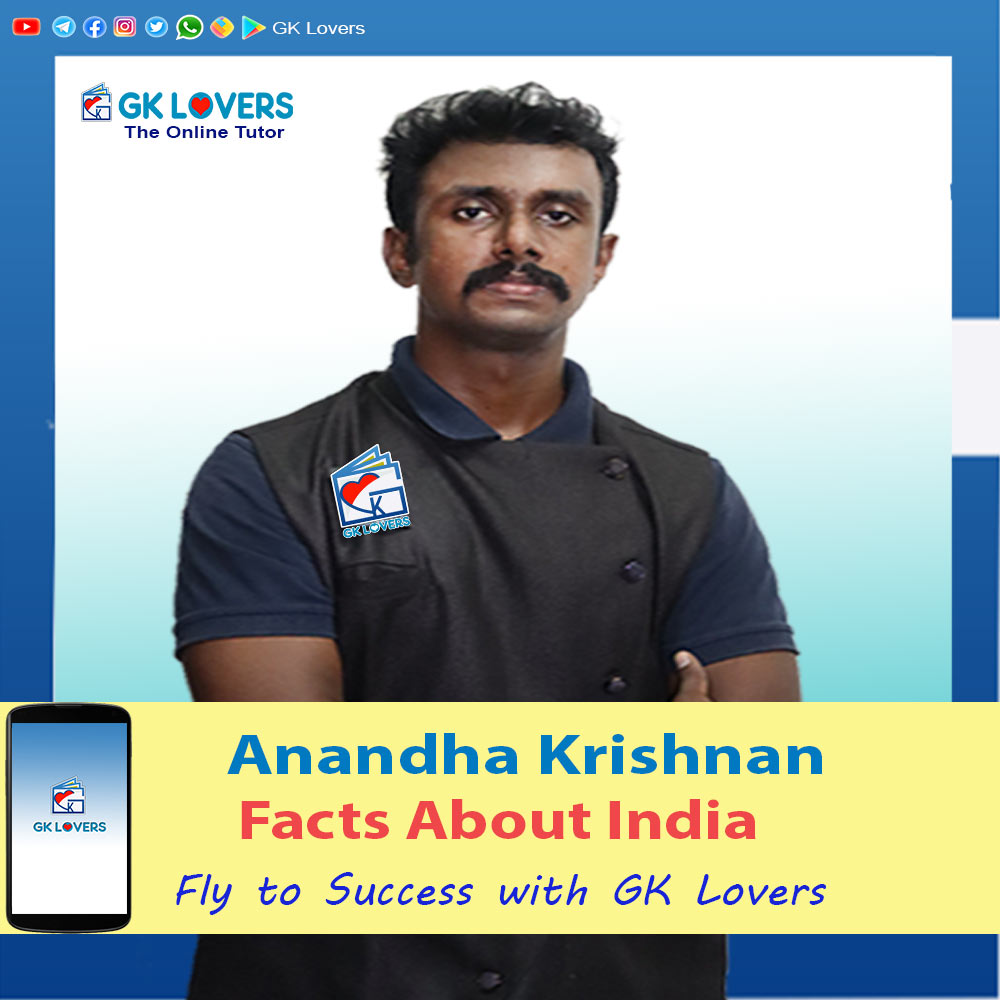 GK Lovers
GK LOVERS
The Online Tutor
K
GK LOVERS
Anandha Krishnan
Facts About India
GK LOVERS
Fly to Success with GK Lovers